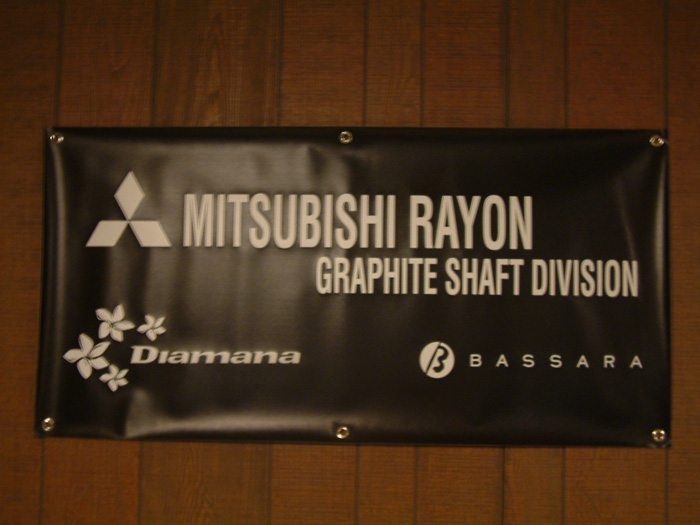 MITSUBISHI RAYON
GRAPHITE SHAFT DIVISION
Diamana
B BASSARA